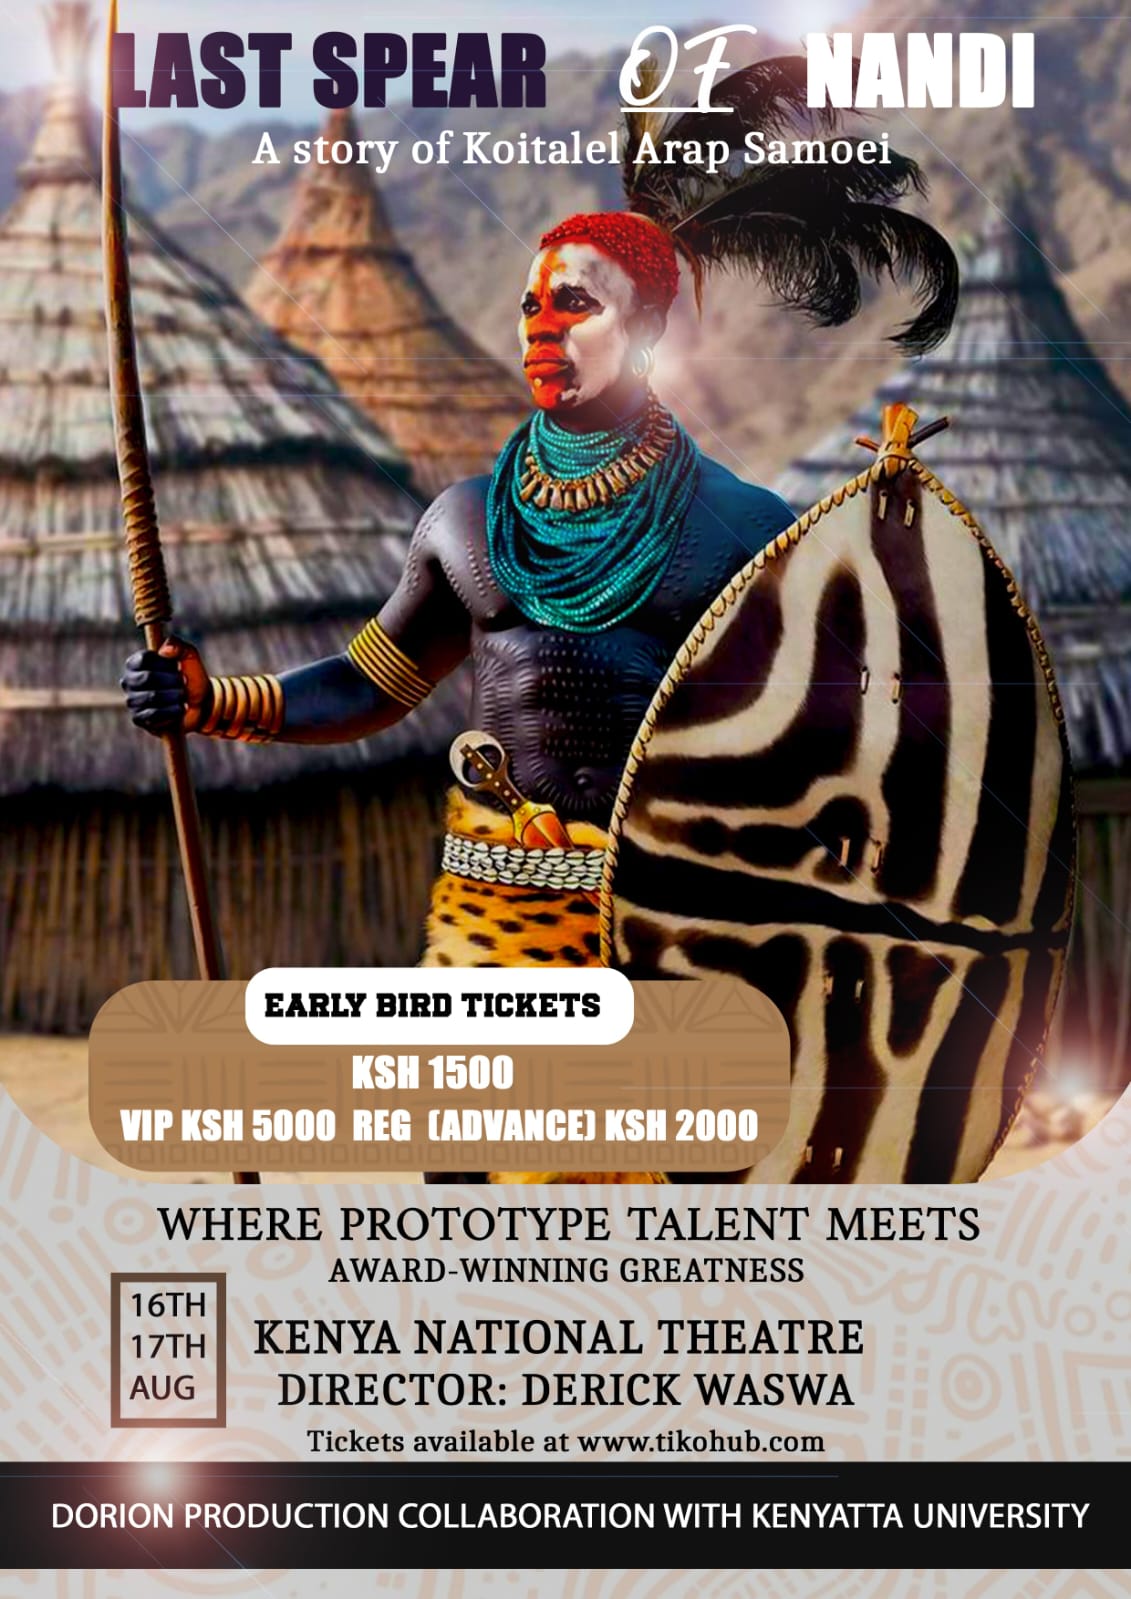 LAST SPEAR OF NANDI
A story of Koitalel Arap Samoei
EARLY BIRD TICKETS
KSH 1500
VIP KSH 5000 REG (ADVANCE) KSH 2000
WHERE PROTOTYPE TALENT MEETS
AWARD-WINNING GREATNESS
16TH
17TH
AUG
KENYA NATIONAL THEATRE
DIRECTOR: DERICK WASWA
Tickets available at www.tikohub.com
DORION PRODUCTION COLLABORATION WITH KENYATTA UNIVERSITY